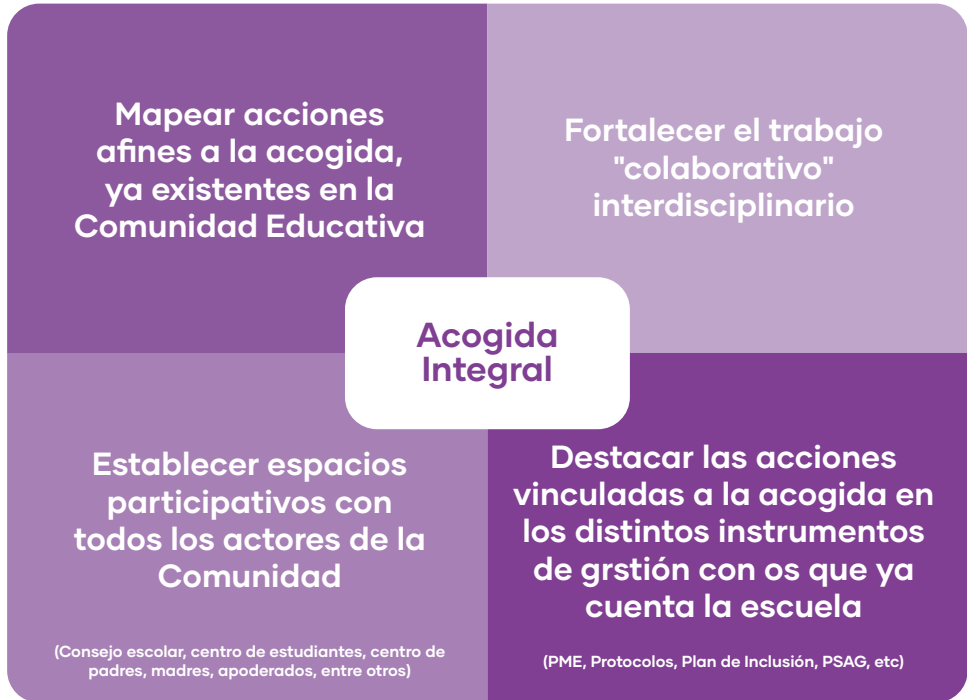 Mapear acciones
afines a la acogida,
ya existentes en la
Comunidad Educativa
Fortalecer el trabajo
"colaborativo"
interdisciplinario
Acogida
Integral
Establecer espacios
participativos con
todos los actores de la
Comunidad
(Consejo escolar, centro de estudiantes, centro de
padres, madres, apoderados, entre otros)
Destacar las acciones
vinculadas a la acogida en
los distintos instrumentos
de grstión con os que ya
cuenta la escuela
(PME, Protocolos, Plan de Inclusión, PSAG, etc)